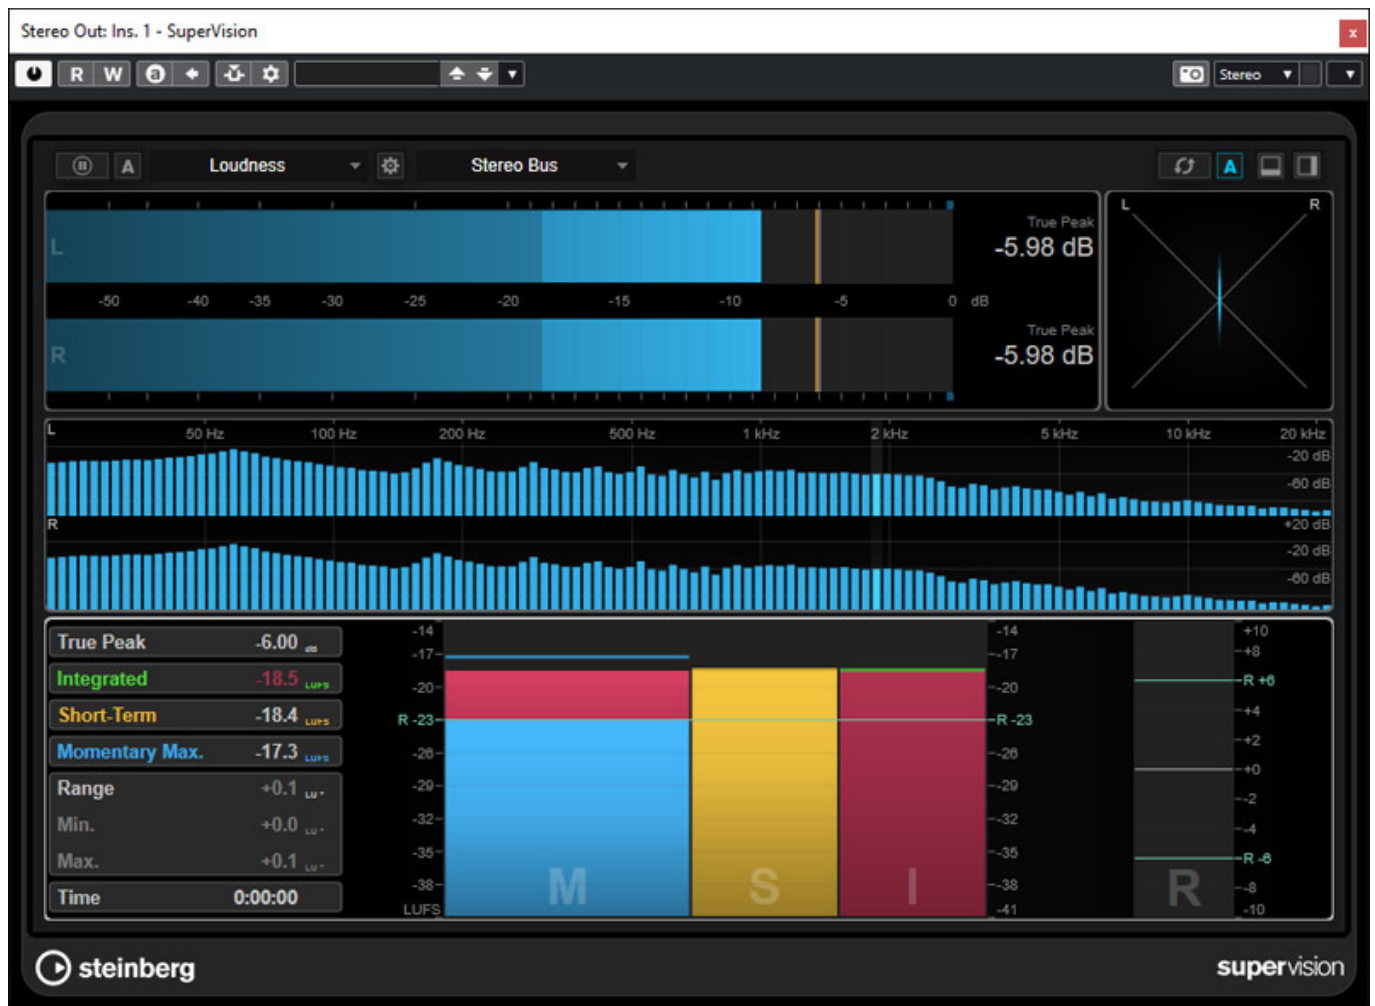 Stereo Out: Ins. 1 - SuperVision
x
R W a Stereo
A Loudness Stereo Bus A
L True Peak
-5.98 dB
-50 -40 -35 -30 -25 -20 -15 -10 -5 0 dB
R True Peak
-5.98 dB
L R
L 50 Hz 100 Hz 200 Hz 500 Hz 1 kHz 2 kHz 5 kHz 10 kHz 20 kHz
-20 dB
-60 dB
R +20 dB
-20 dB
-60 dB
True Peak -6.00 dB
Integrated -18.5 LUFS
Short-Term -18.4 LUFS
Momentary Max. -17.3 LUFS
Range +0.1 LU
Min. +0.0 LU
Max. +0.1 LU
Time 0:00:00
-14
-17
-20
R -23
-26
-29
-32
-35
-38
LUFS
M S I
-14
-17
-20
R -23
-26
-29
-32
-35
-38
-41
R
+10
+8
R +6
+4
+2
+0
-2
-4
R -6
-8
-10
steinberg
supervision